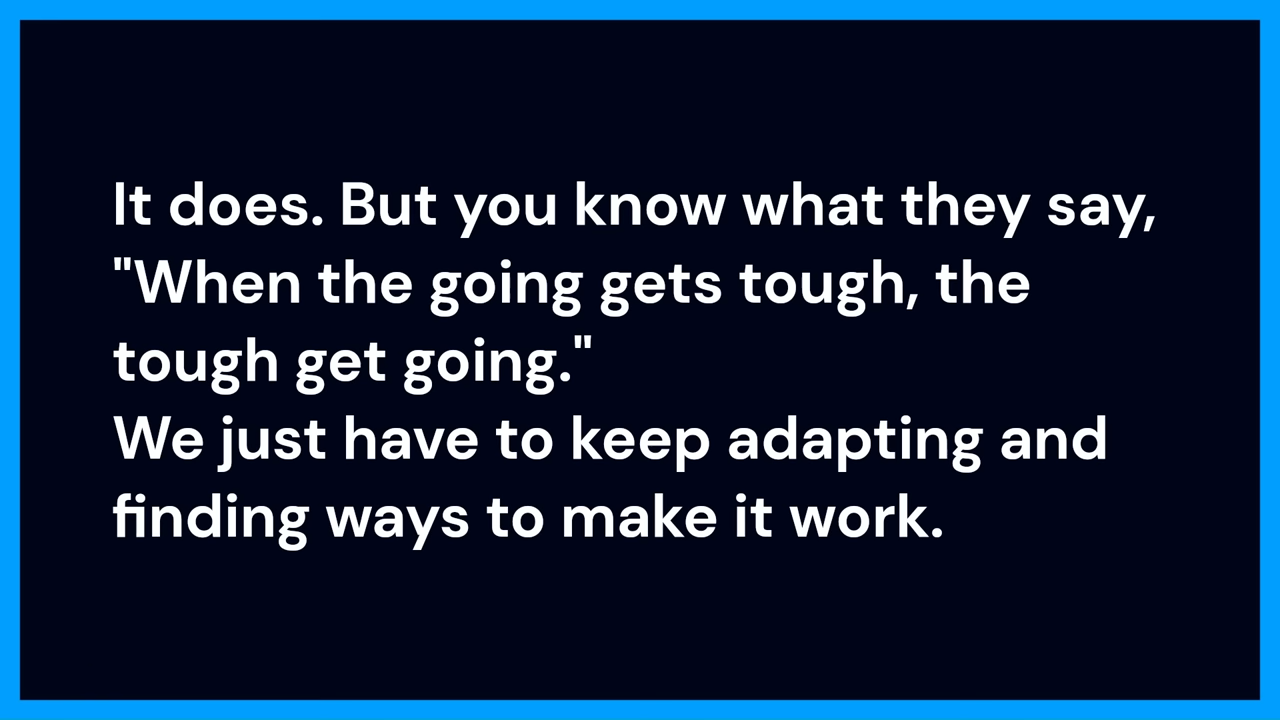 It does. But you know what they say,
"When the going gets tough, the
tough get going."
We just have to keep adapting and
finding ways to make it work.